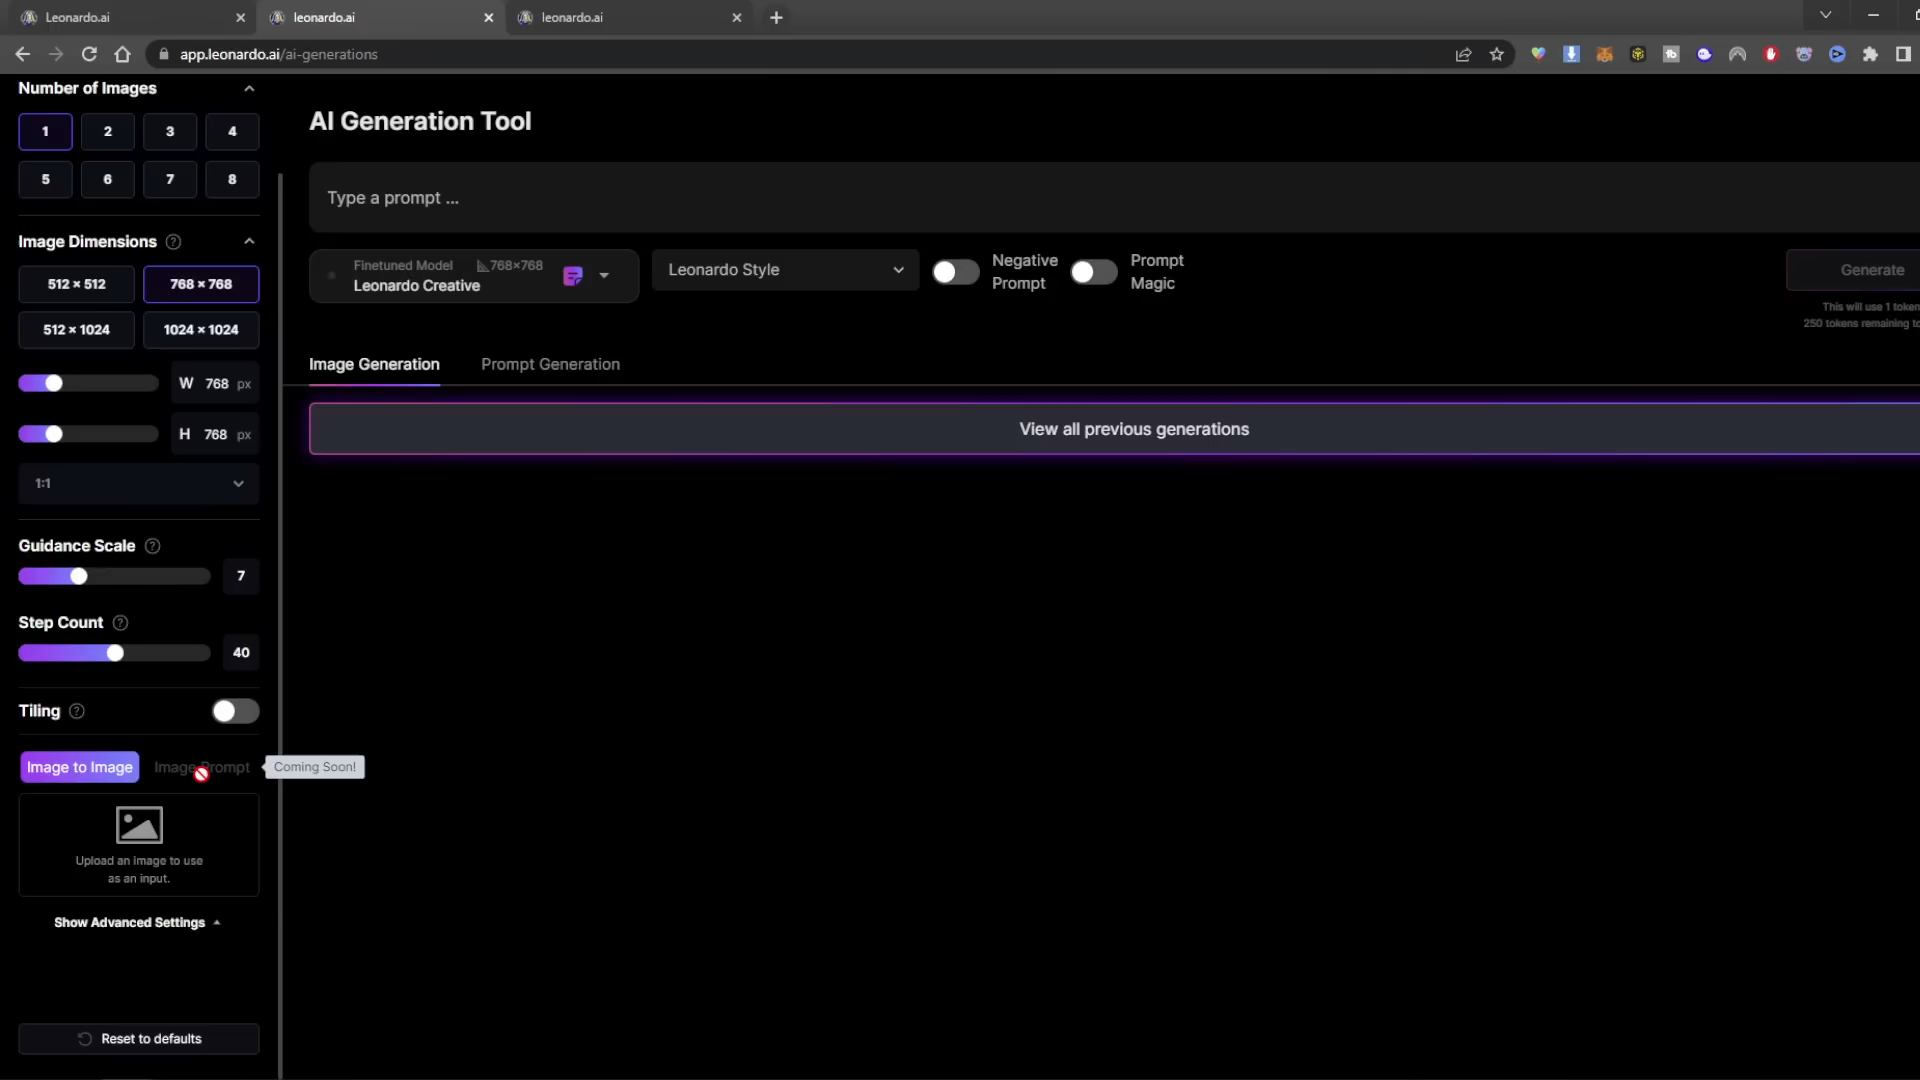 Leonardo.ai
leonardo.ai
leonardo.ai
app.leonardo.ai/ai-generations
Number of Images
1 2 3 4
5 6 7 8
Image Dimensions
512 × 512 768 × 768
512 × 1024 1024 × 1024
W 768 px
H 768 px
1:1
Guidance Scale
7
Step Count
40
Tiling
Image to Image Image Prompt Coming Soon!
Upload an image to use
as an input.
Show Advanced Settings
Reset to defaults
AI Generation Tool
Type a prompt ...
Finetuned Model 768×768
Leonardo Creative
Leonardo Style
Negative
Prompt
Prompt
Magic
Generate
This will use 1 token
250 tokens remaining
Image Generation Prompt Generation
View all previous generations